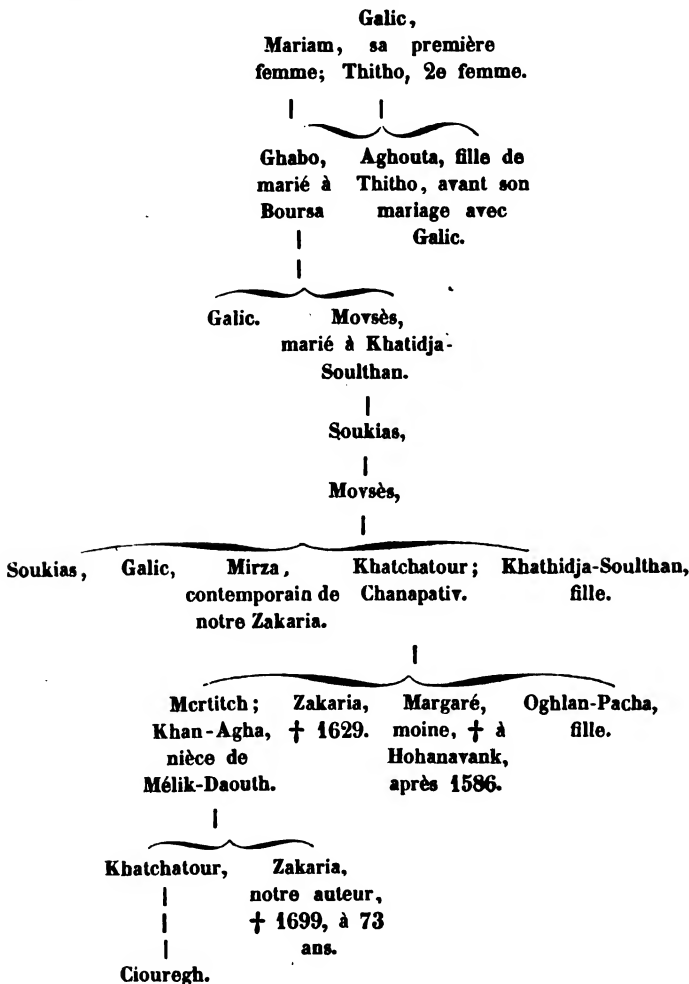 Galic,
Mariam, sa première
femme; Thitho, 2e femme.
Ghabo, Aghouta, fille de
marié à Thitho, avant son
Boursa mariage avec
Galic.
Galic. Movsès,
marié à Khatidja-
Soulthan.
Soukias,
Movsès,
Soukias, Galic, Mirza, Khatchatour; Khathidja-Soulthan,
contemporain de Chanapativ. fille.
notre Zakaria.
Mcrtitch; Zakaria, Margaré, Oghlan-Pacha,
Khan-Agha, † 1629. moine, † à fille.
nièce de Hohanavank,
Mélik-Daouth. après 1586.
Khatchatour, Zakaria,
notre auteur,
† 1699, à 73
ans.
Ciouregh.